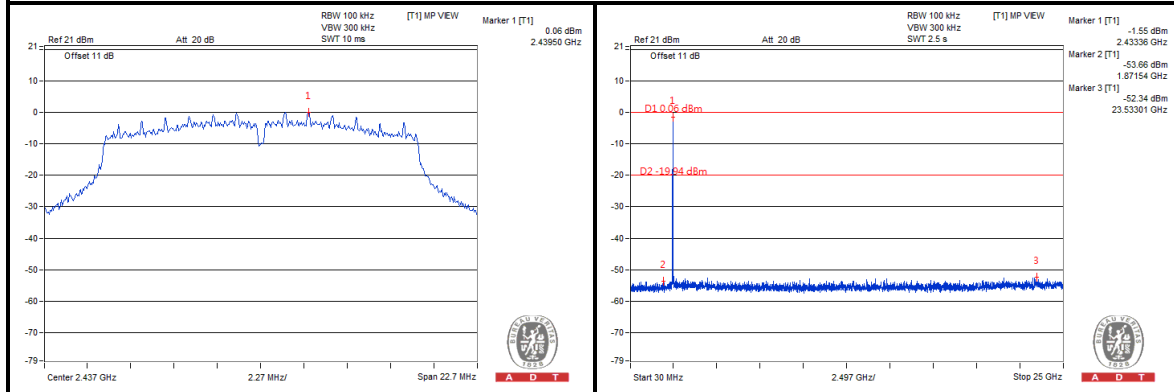 RBW 100 kHz [T1] MP VIEW
VBW 300 kHz
Ref 21 dBm Att 20 dB SWT 10 ms
Marker 1 [T1]
0.06 dBm
2.43950 GHz
Offset 11 dB
21
10
0
-10
-20
-30
-40
-50
-60
-70
-79
1
Center 2.437 GHz 2.27 MHz/ Span 22.7 MHz
BUREAU VERITAS
1828
A D T
RBW 100 kHz [T1] MP VIEW
VBW 300 kHz
Ref 21 dBm Att 20 dB SWT 2.5 s
Marker 1 [T1]
-1.55 dBm
2.43336 GHz
Marker 2 [T1]
-53.66 dBm
1.87154 GHz
Marker 3 [T1]
-52.34 dBm
23.53301 GHz
Offset 11 dB
21
10
0
-10
-20
-30
-40
-50
-60
-70
-79
1
D1 0.06 dBm
D2 -19.94 dBm
2
3
Start 30 MHz 2.497 GHz/ Stop 25 GHz
BUREAU VERITAS
1828
A D T